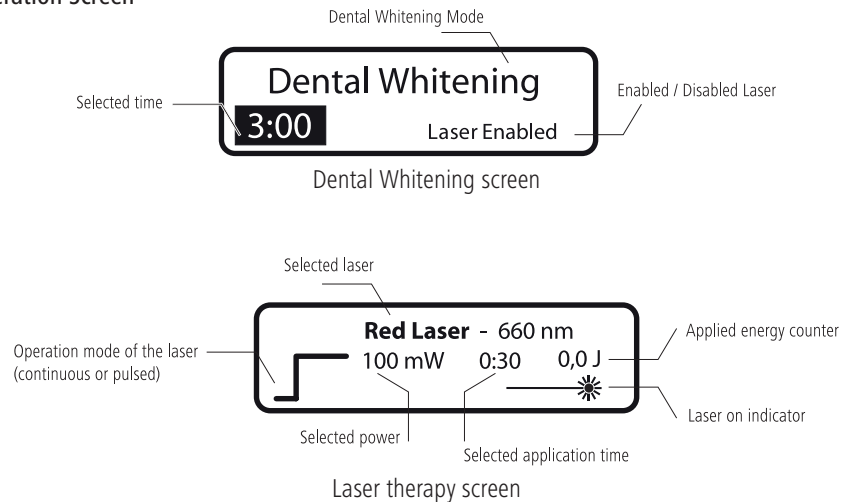 Screen
Dental Whitening Mode
Dental Whitening
Selected time
Enabled / Disabled Laser
3:00
Laser Enabled
Dental Whitening screen
Selected laser
Red Laser - 660 nm
Operation mode of the laser
(continuous or pulsed)
100 mW 0:30 0,0 J
Applied energy counter
Laser on indicator
Selected power
Selected application time
Laser therapy screen